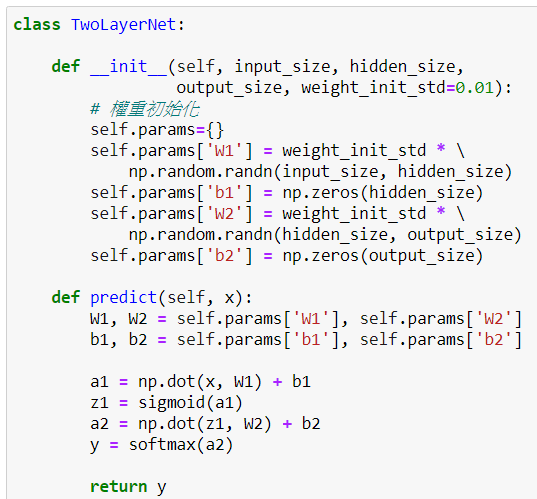 class TwoLayerNet:
def __init__(self, input_size, hidden_size,
output_size, weight_init_std=0.01):
# 權重初始化
self.params={}
self.params['W1'] = weight_init_std * \
np.random.randn(input_size, hidden_size)
self.params['b1'] = np.zeros(hidden_size)
self.params['W2'] = weight_init_std * \
np.random.randn(hidden_size, output_size)
self.params['b2'] = np.zeros(output_size)
def predict(self, x):
W1, W2 = self.params['W1'], self.params['W2']
b1, b2 = self.params['b1'], self.params['b2']
a1 = np.dot(x, W1) + b1
z1 = sigmoid(a1)
a2 = np.dot(z1, W2) + b2
y = softmax(a2)
return y